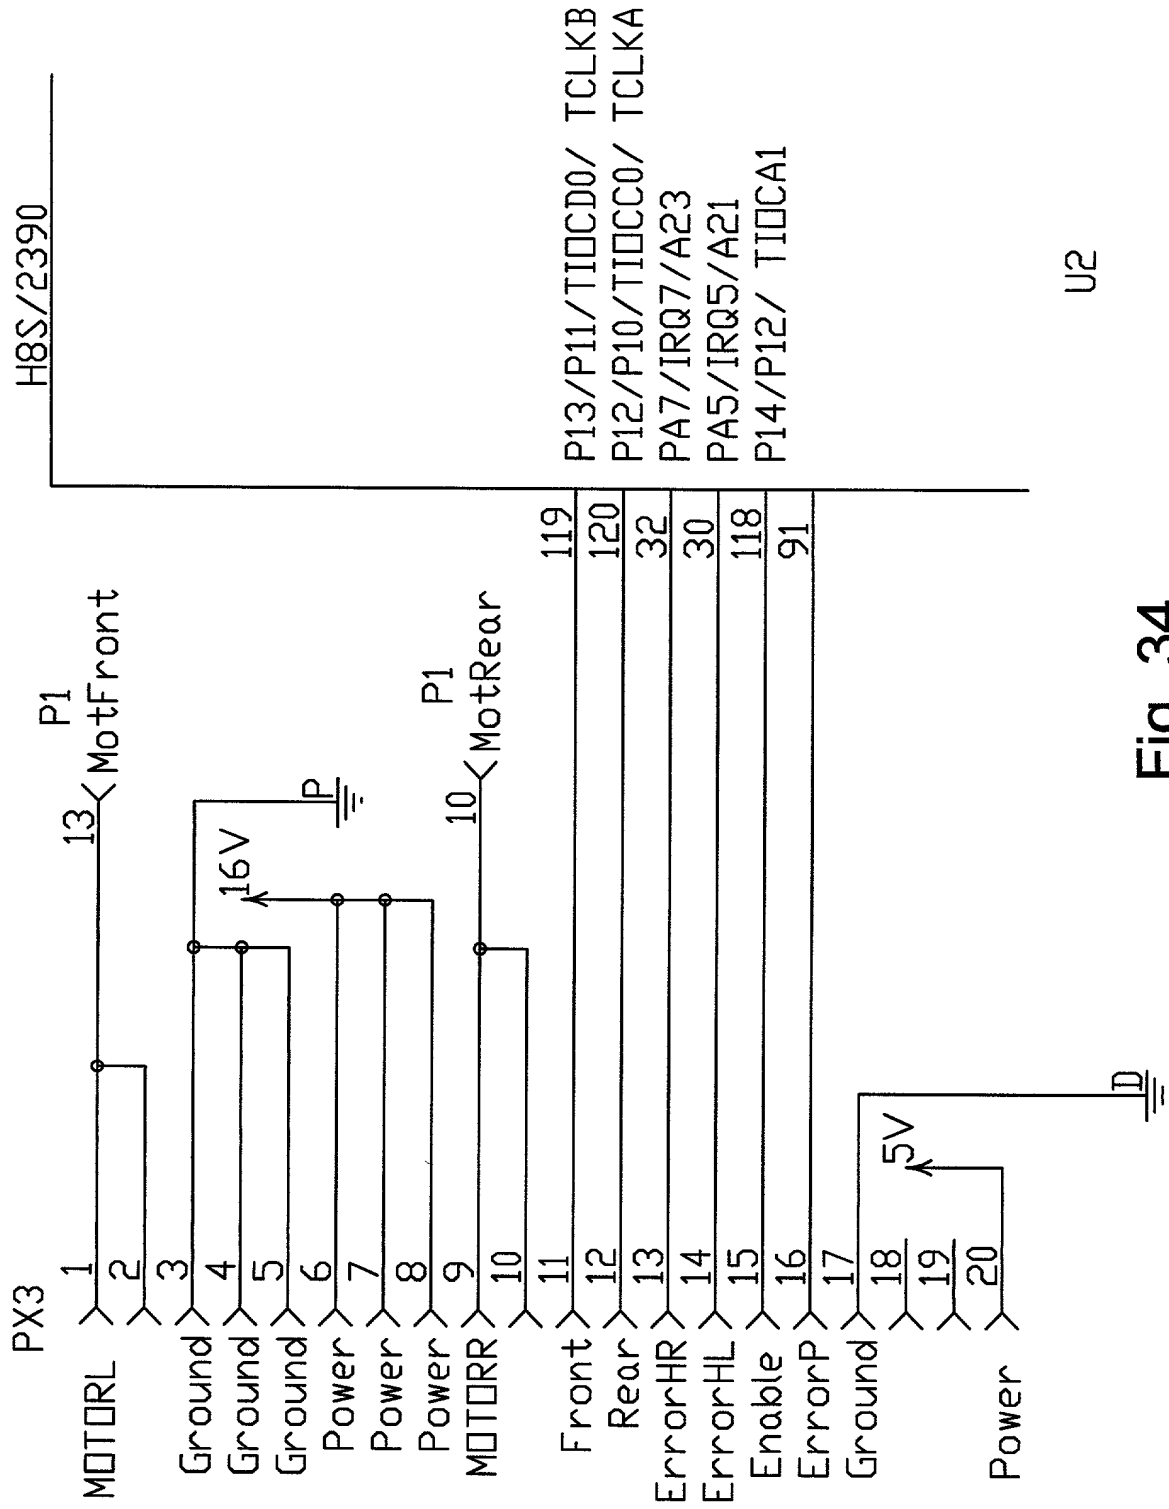 PX3
H8S/2390
P1
MOTORL 1 13 MotFront
2
Ground 3
Ground 4
Ground 5
16V
P
Power 6
Power 7
Power 8
P1
MOTORR 9 10 MotRear
10
Front 11 119 P13/P11/TIOCD0/ TCLKB
Rear 12 120 P12/P10/TIOCC0/ TCLKA
ErrorHR 13 32 PA7/IRQ7/A23
ErrorHL 14 30 PA5/IRQ5/A21
Enable 15 118 P14/P12/ TIOCA1
ErrorP 16 91
Ground 17
18 5V
19
Power 20
U2
D
Fig. 34